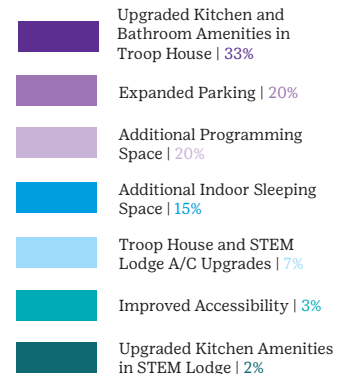 Upgraded Kitchen and
Bathroom Amenities in
Troop House | 33%
Expanded Parking | 20%
Additional Programming
Space | 20%
Additional Indoor Sleeping
Space | 15%
Troop House and STEM
Lodge A/C Upgrades | 7%
Improved Accessibility | 3%
Upgraded Kitchen Amenities
in STEM Lodge | 2%